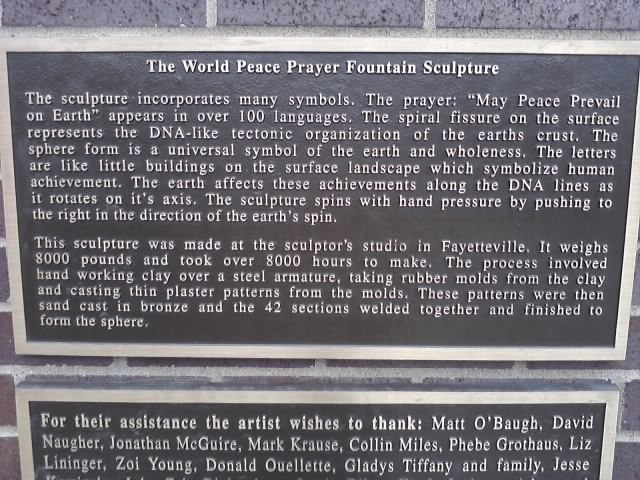 The World Peace Prayer Fountain Sculpture
The sculpture incorporates many symbols. The prayer: “May Peace Prevail
on Earth” appears in over 100 languages. The spiral fissure on the surface
represents the DNA-like tectonic organization of the earths crust. The
sphere form is a universal symbol of the earth and wholeness. The letters
are like little buildings on the surface landscape which symbolize human
achievement. The earth affects these achievements along the DNA lines as
it rotates on it's axis. The sculpture spins with hand pressure by pushing to
the right in the direction of the earth's spin.
This sculpture was made at the sculptor's studio in Fayetteville. It weighs
8000 pounds and took over 8000 hours to make. The process involved
hand working clay over a steel armature, taking rubber molds from the clay
and casting thin plaster patterns from the molds. These patterns were then
sand cast in bronze and the 42 sections welded together and finished to
form the sphere.
For their assistance the artist wishes to thank: Matt O'Baugh, David
Naugher, Jonathan McGuire, Mark Krause, Collin Miles, Phebe Grothaus, Liz
Lininger, Zoi Young, Donald Ouellette, Gladys Tiffany and family, Jesse